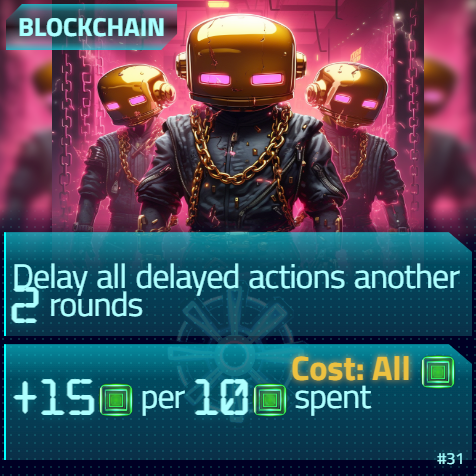 BLOCKCHAIN
Delay all delayed actions another
2 rounds
Cost: All
+15 per 10 spent
#31